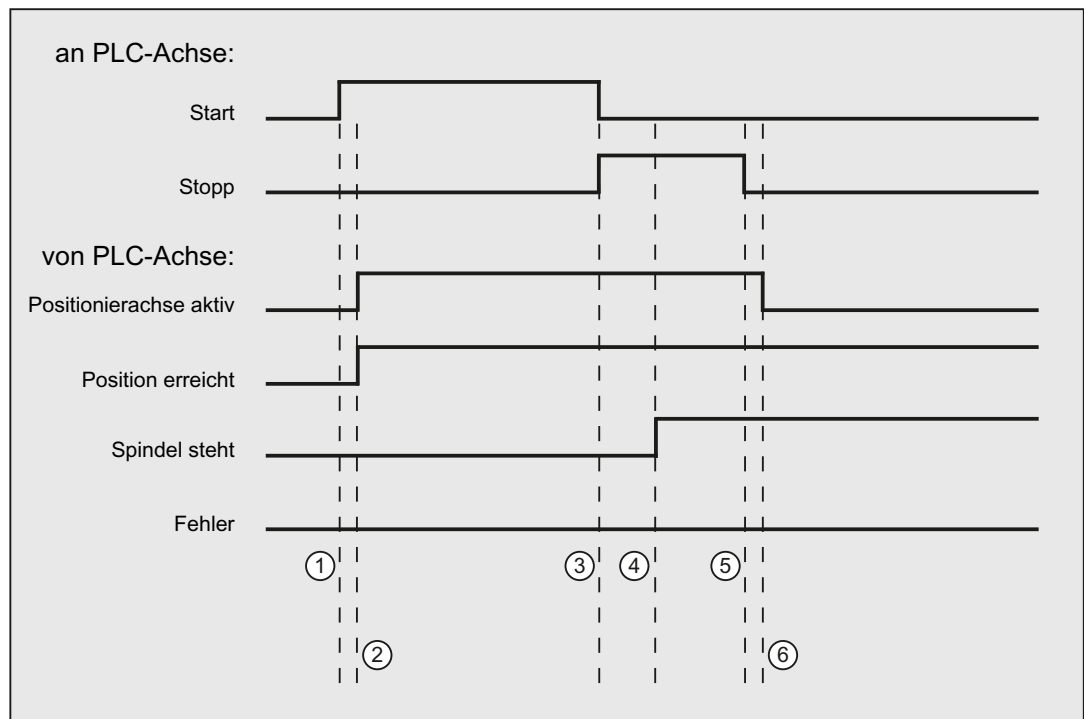 an PLC-Achse:
Start
Stopp
von PLC-Achse:
Positionierachse aktiv
Position erreicht
Spindel steht
Fehler
1 3 4 5
2 6